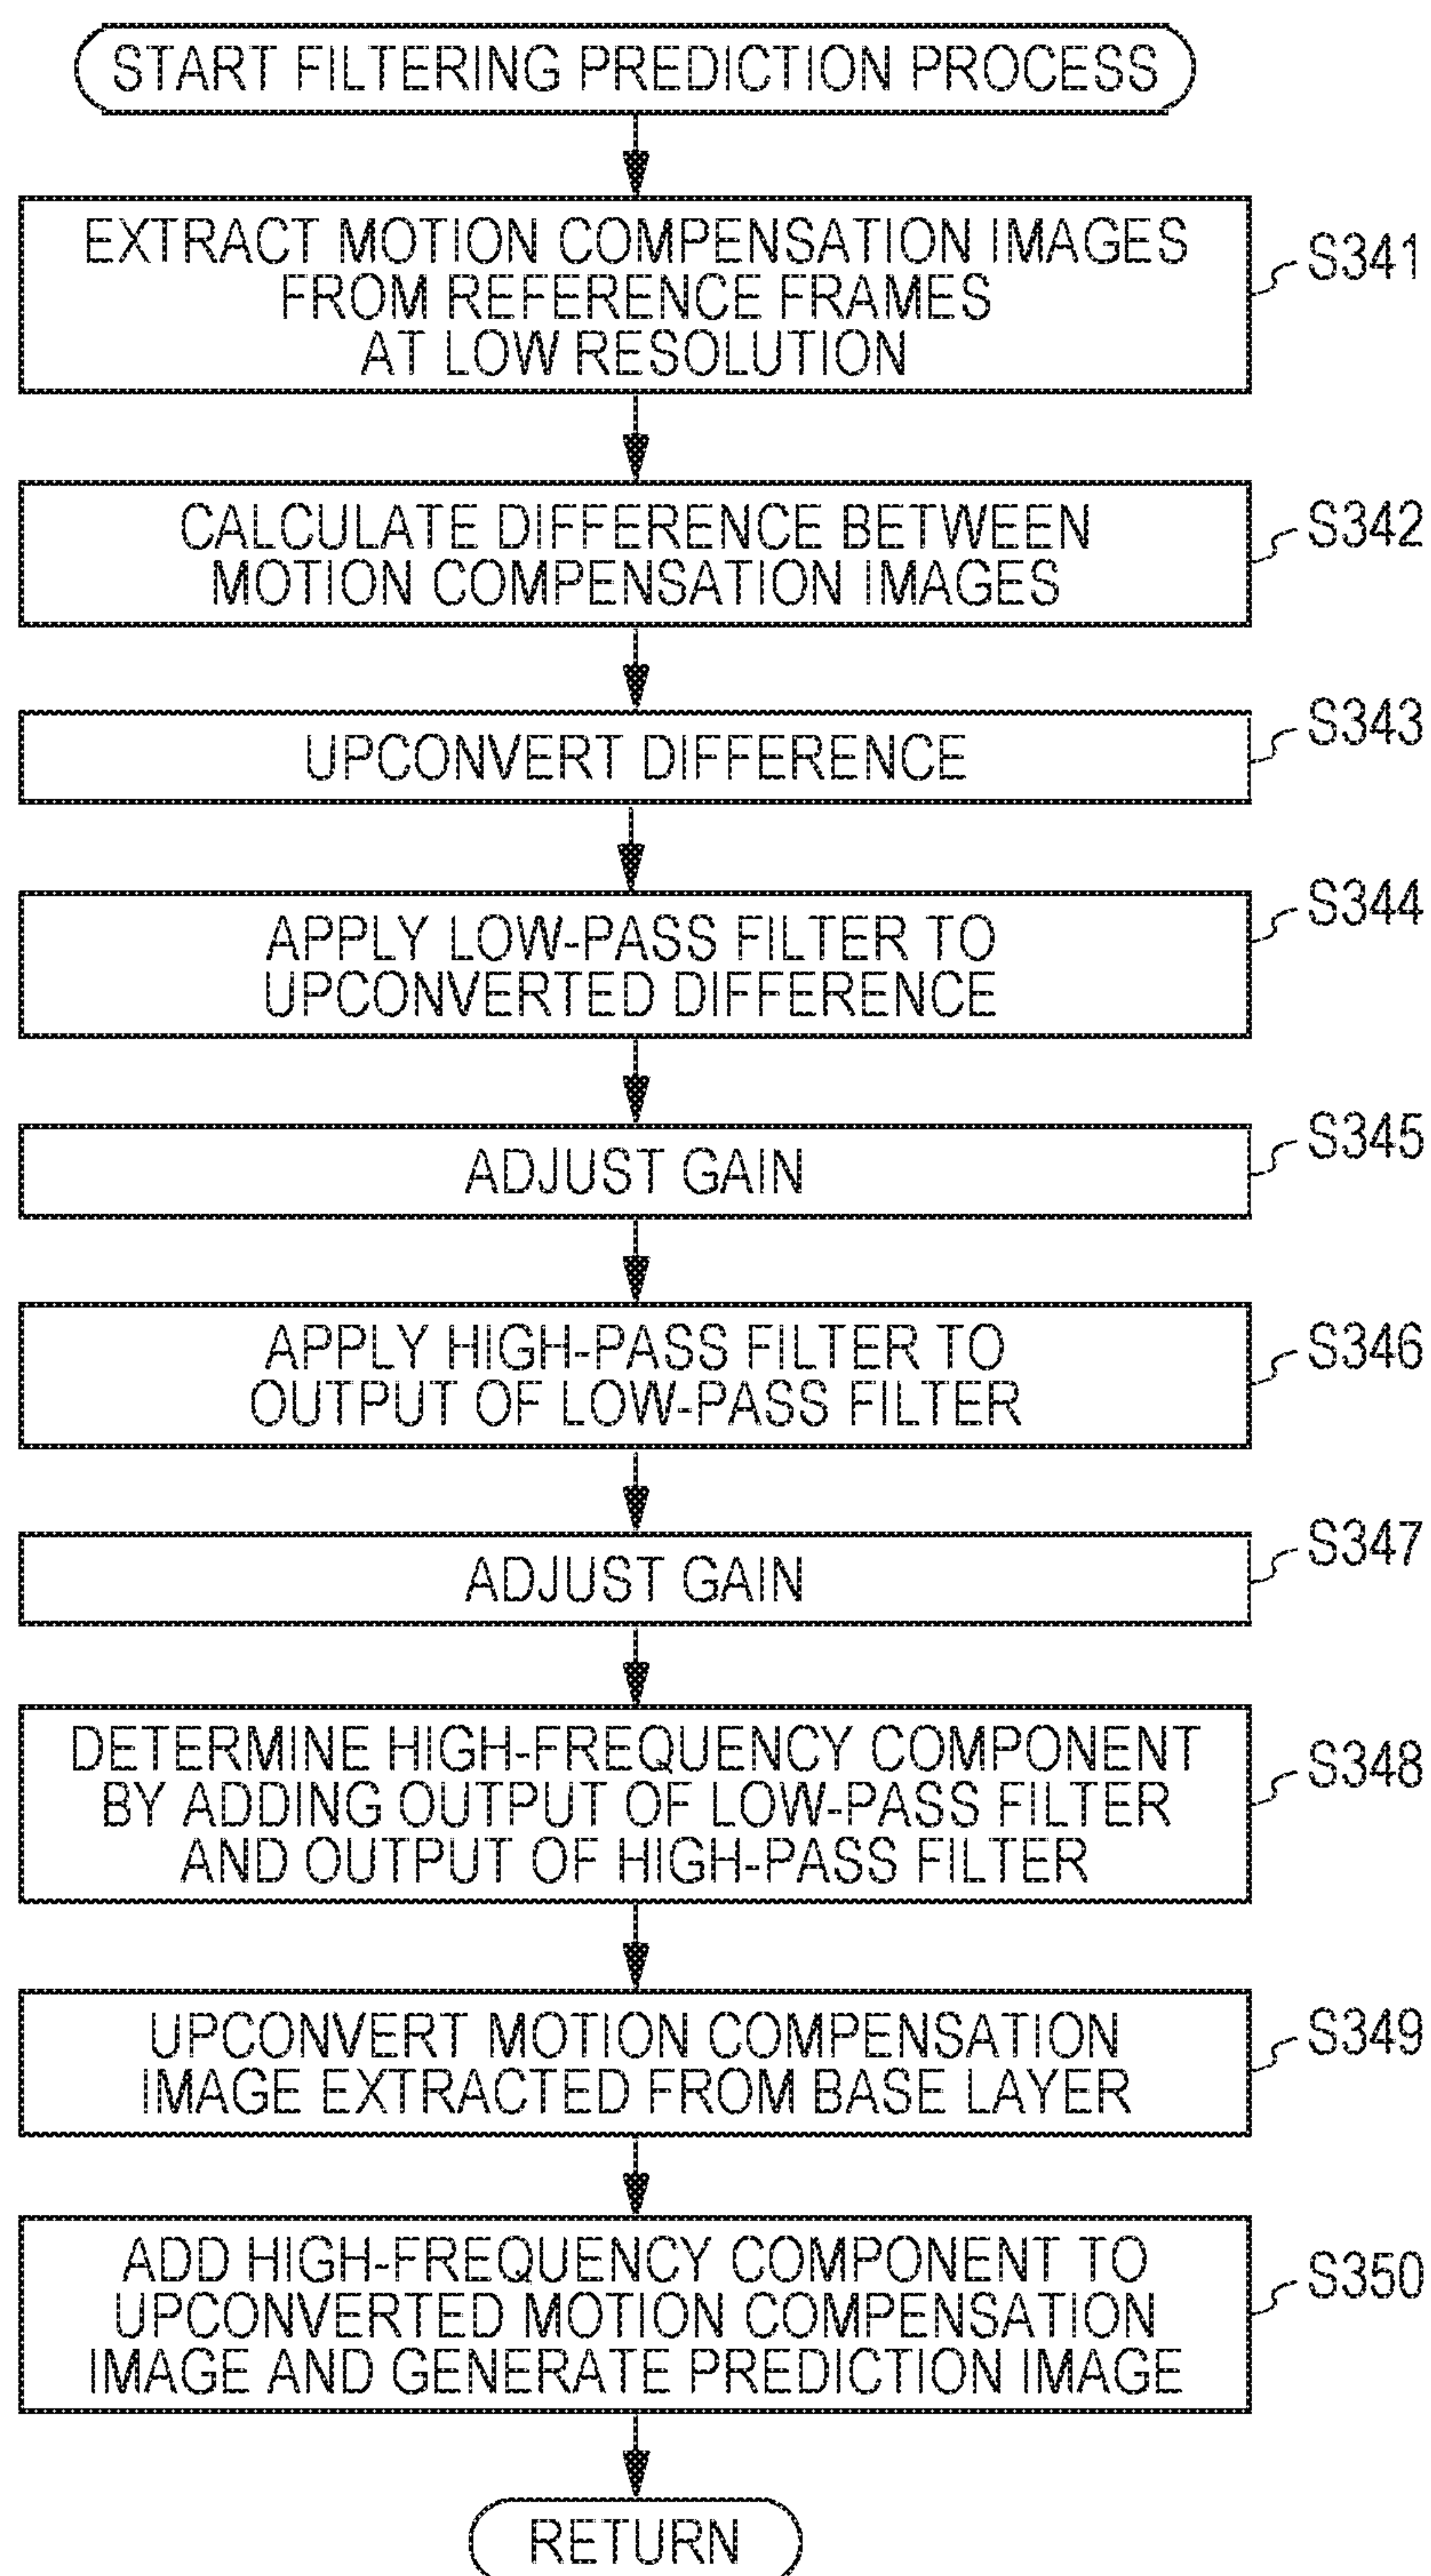 START FILTERING PREDICTION PROCESS
EXTRACT MOTION COMPENSATION IMAGES
FROM REFERENCE FRAMES
AT LOW RESOLUTION
S341
CALCULATE DIFFERENCE BETWEEN
MOTION COMPENSATION IMAGES
S342
UPCONVERT DIFFERENCE
S343
APPLY LOW-PASS FILTER TO
UPCONVERTED DIFFERENCE
S344
ADJUST GAIN
S345
APPLY HIGH-PASS FILTER TO
OUTPUT OF LOW-PASS FILTER
S346
ADJUST GAIN
S347
DETERMINE HIGH-FREQUENCY COMPONENT
BY ADDING OUTPUT OF LOW-PASS FILTER
AND OUTPUT OF HIGH-PASS FILTER
S348
UPCONVERT MOTION COMPENSATION
IMAGE EXTRACTED FROM BASE LAYER
S349
ADD HIGH-FREQUENCY COMPONENT TO
UPCONVERTED MOTION COMPENSATION
IMAGE AND GENERATE PREDICTION IMAGE
S350
RETURN